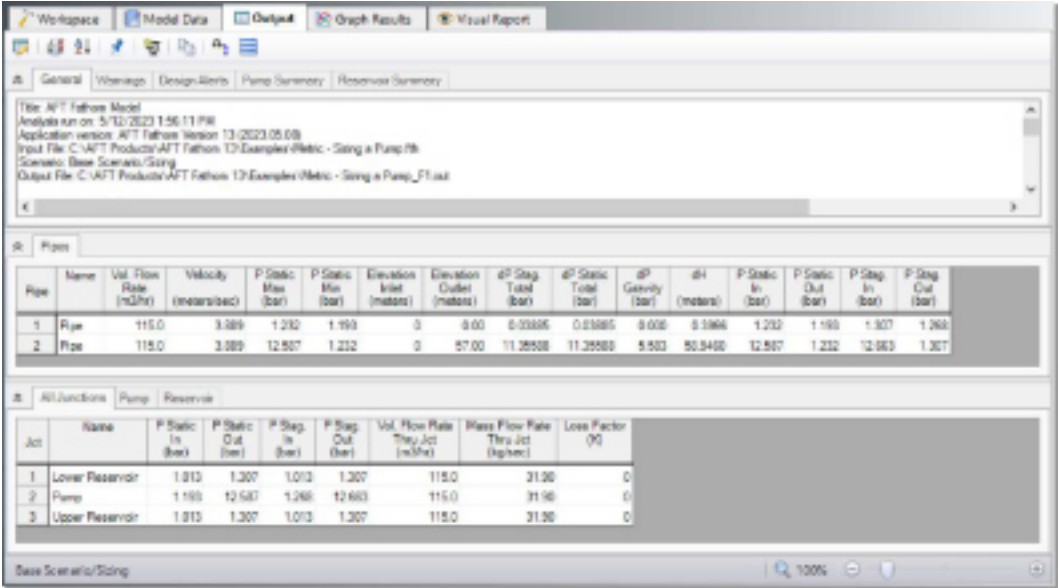 Workspace Model Data Output Graph Results Visual Report
General Warnings Design Alerts Pump Summary Reservoir Summary
Title: AFT Fathom Model
Analysis run on: 5/12/2023 1:56:11 PM
Application version: AFT Fathom Version 13 (2023.05.08)
Input File: C:\AFT Products\AFT Fathom 13\Examples\Metric - Sizing a Pump.fth
Scenario: Base Scenario/Sizing
Output File: C:\AFT Products\AFT Fathom 13\Examples\Metric - Sizing a Pump_F1.out
Pipes
Pipe Name Vol. Flow Rate (m3/hr) Velocity (meters/sec) P Static Max (bar) P Static Min (bar) Elevation Inlet (meters) Elevation Outlet (meters) dP Stag. Total (bar) dP Static Total (bar) dP Gravity (bar) dH (meters) P Static In (bar) P Static Out (bar) P Stag. In (bar) P Stag. Out (bar)
1 Pipe 115.0 1.232 1.193 0 0.00 0.03885 0.03885 0.000 0.3966 1.232 1.193 1.307 1.268
2 Pipe 115.0 12.587 1.232 0 57.00 11.35588 11.35588 5.583 12.587 1.232 12.663 1.307
All Junctions Pump Reservoir
Jct Name P Static In (bar) P Static Out (bar) P Stag. In (bar) P Stag. Out (bar) Vol. Flow Rate Thru Jct (m3/hr) Mass Flow Rate Thru Jct (kg/sec) Loss Factor (K)
1 Lower Reservoir 1.013 1.307 1.013 1.307 115.0 31.90 0
2 Pump 1.193 12.587 1.268 12.663 115.0 31.90 0
3 Upper Reservoir 1.013 1.307 1.013 1.307 115.0 31.90 0
Base Scenario/Sizing 100%